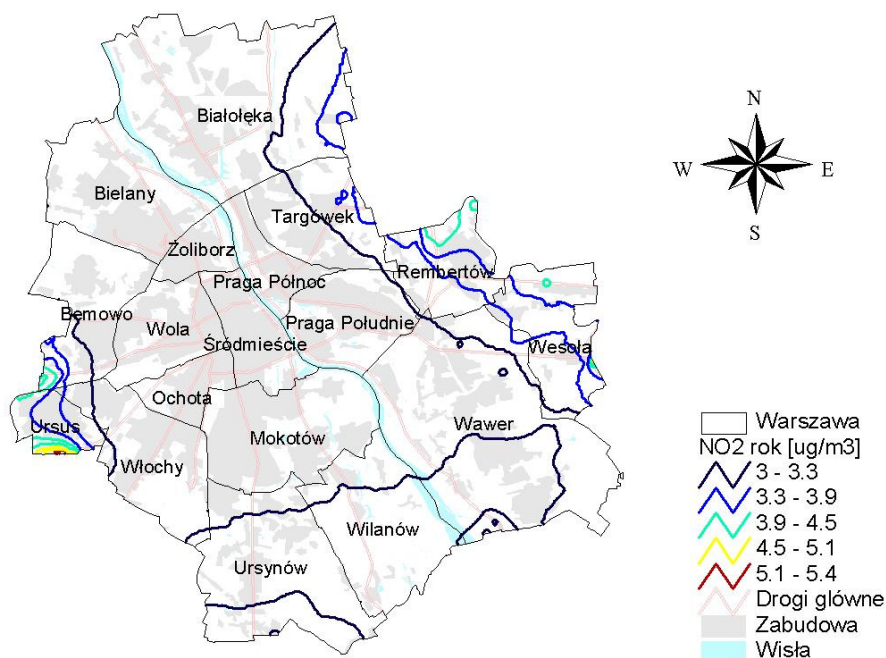 Białołęka
N
W E
S
Bielany
Targówek
Żoliborz
Rembertów
Praga Północ
Bemowo
Wola
Praga Południe
Śródmieście
Wesoła
Ochota
Ursus
Mokotów
Wawer
Włochy
Wilanów
Ursynów
Warszawa
NO2 rok [ug/m3]
3 - 3.3
3.3 - 3.9
3.9 - 4.5
4.5 - 5.1
5.1 - 5.4
Drogi glówne
Zabudowa
Wisła